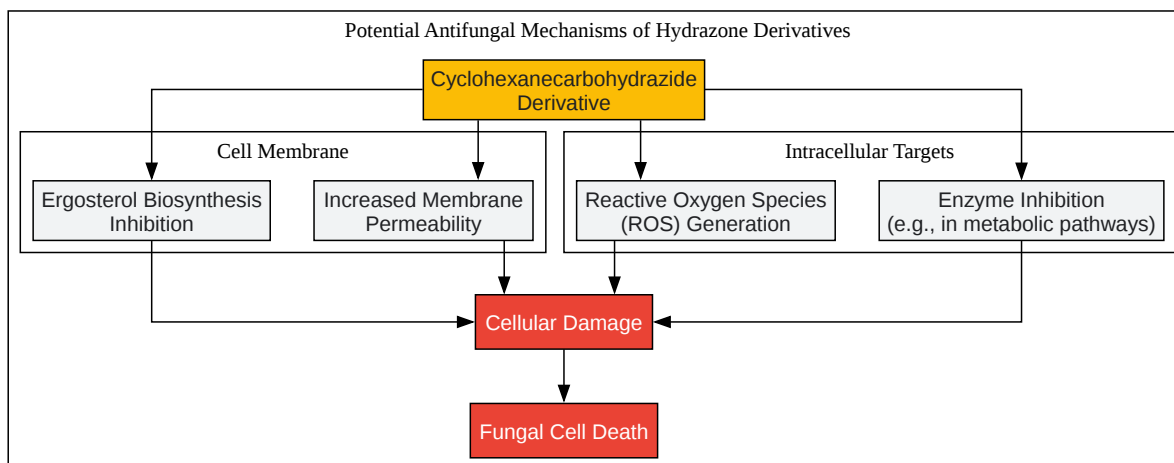 Potential Antifungal Mechanisms of Hydrazone Derivatives
Cyclohexanecarbohydrazide
Derivative
Cell Membrane
Intracellular Targets
Ergosterol Biosynthesis
Inhibition
Increased Membrane
Permeability
Reactive Oxygen Species
(ROS) Generation
Enzyme Inhibition
(e.g., in metabolic pathways)
Cellular Damage
Fungal Cell Death